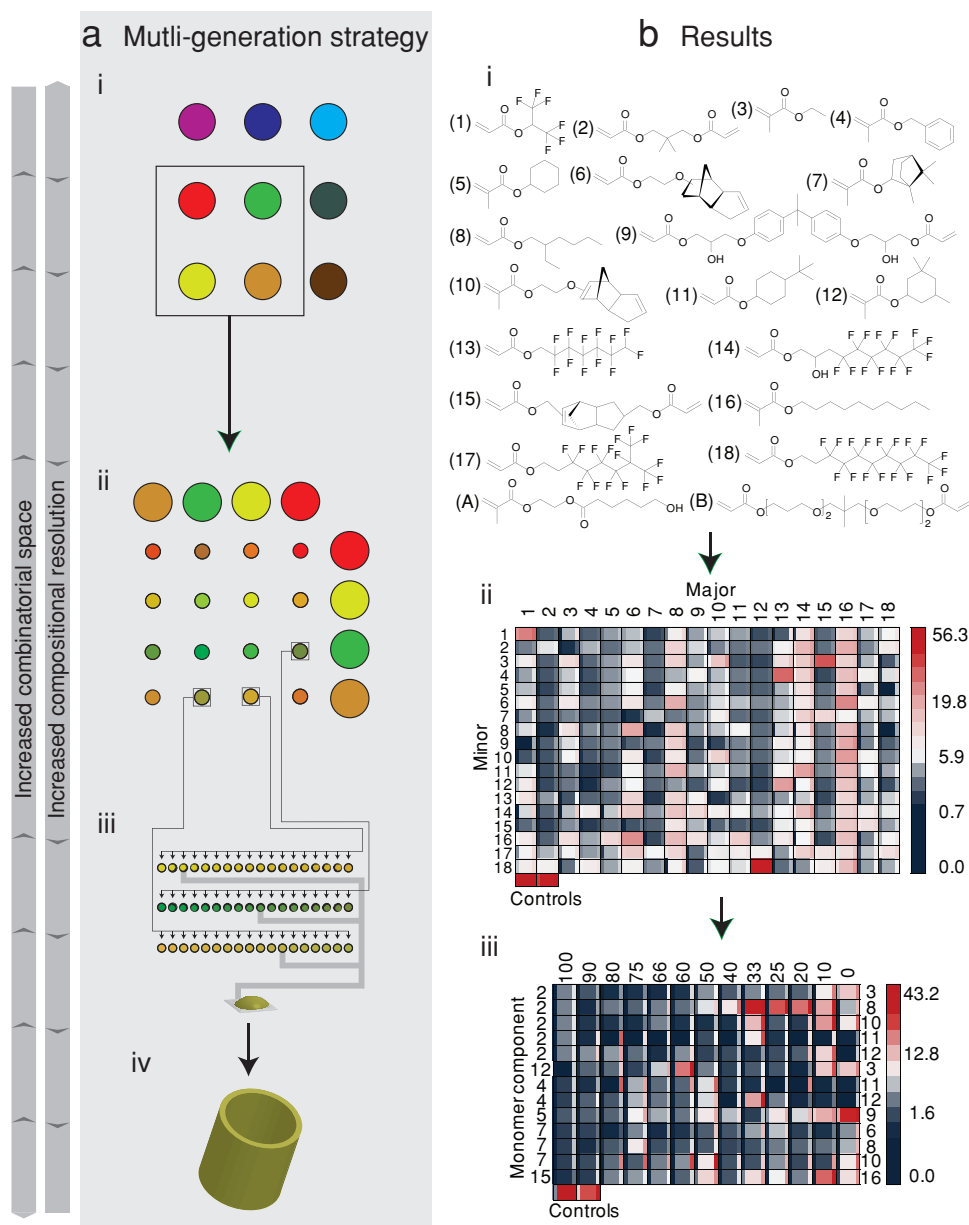 a Mutli-generation strategy
i
ii
iii
iv
Increased combinatorial space
Increased compositional resolution
b Results
i
(1)
(2)
(3)
(4)
(5)
(6)
(7)
(8)
(9)
(10)
(11)
(12)
(13)
(14)
(15)
(16)
(17)
(18)
(A)
(B)
ii
Major
1 2 3 4 5 6 7 8 9 10 11 12 13 14 15 16 17 18
Minor
1
2
3
4
5
6
7
8
9
10
11
12
13
14
15
16
17
18
Controls
56.3
19.8
5.9
0.7
0.0
iii
100 90 80 75 66 60 50 40 33 25 20 10 0
Monomer component
2 3
2 8
2 10
2 11
2 12
12 3
4 11
4 12
5 9
7 6
7 8
7 10
15 16
Controls
43.2
12.8
1.6
0.0